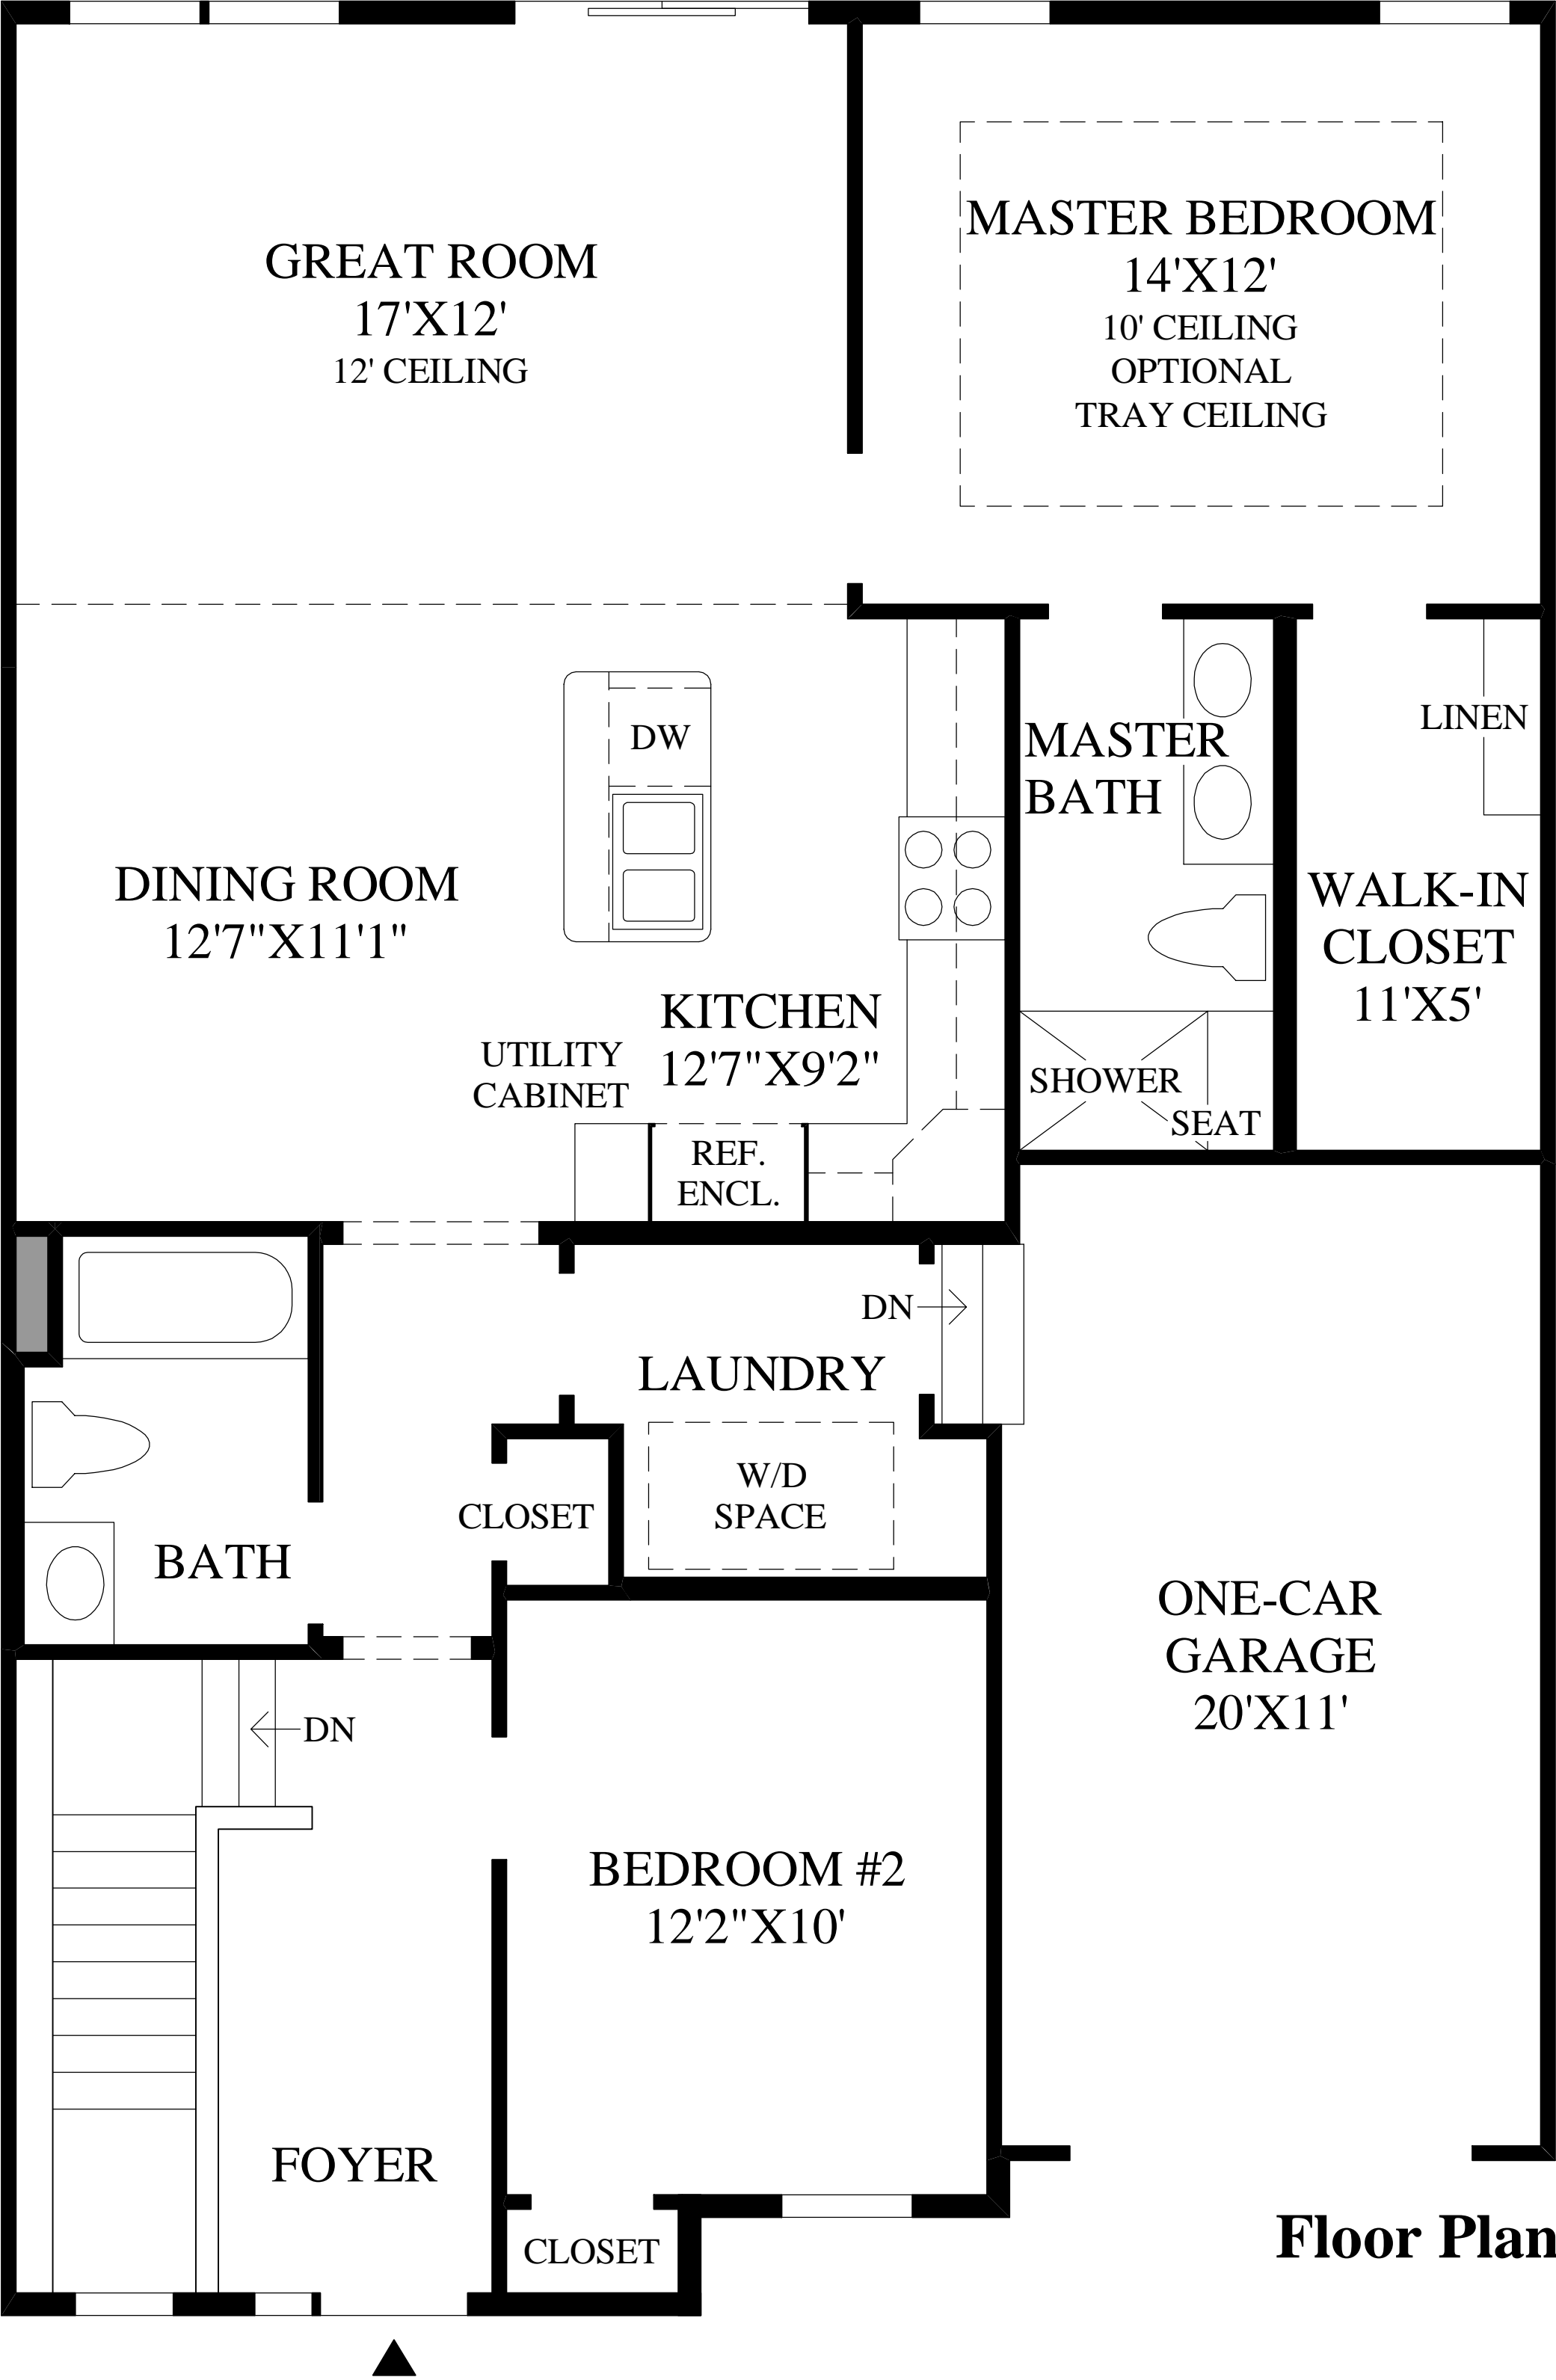 GREAT ROOM
17'X12'
12' CEILING
MASTER BEDROOM
14'X12'
10' CEILING
OPTIONAL
TRAY CEILING
DW
MASTER
BATH
LINEN
DINING ROOM
12'7"X11'1"
WALK-IN
CLOSET
11'X5'
KITCHEN
12'7"X9'2"
UTILITY
CABINET
REF.
ENCL.
SHOWER
SEAT
DN
LAUNDRY
W/D
SPACE
CLOSET
BATH
ONE-CAR
GARAGE
20'X11'
DN
BEDROOM #2
12'2"X10'
FOYER
CLOSET
Floor Plan